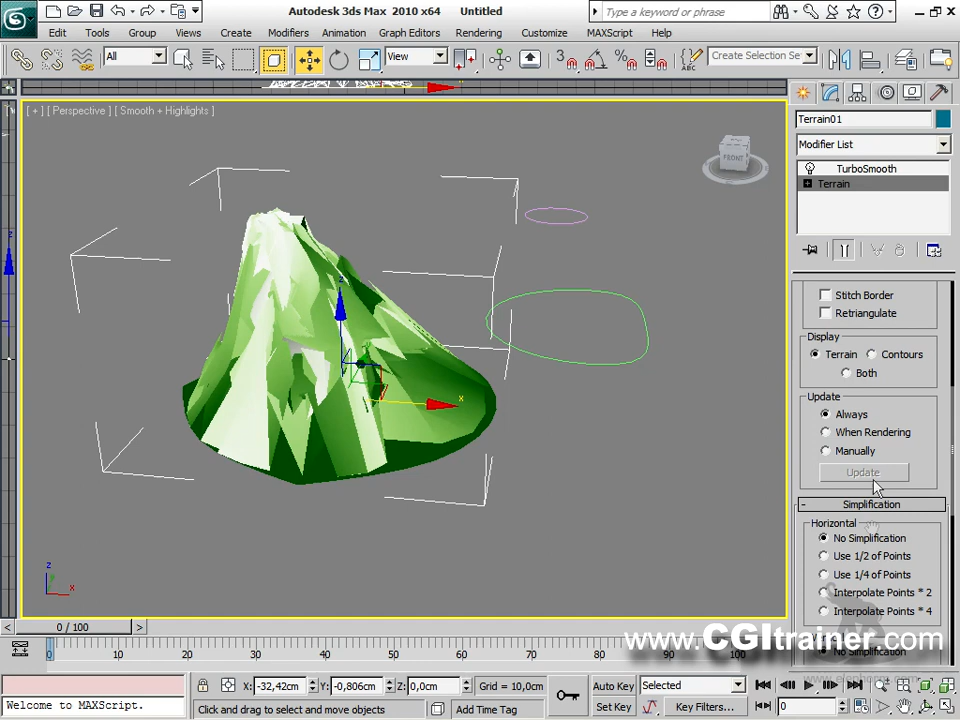 Autodesk 3ds Max 2010 x64
Untitled
Type a keyword or phrase
Edit Tools Group Views Create Modifiers Animation Graph Editors Rendering Customize MAXScript Help
All
View
3
Create Selection Se
[ + ] [ Perspective ] [ Smooth + Highlights ]
FRONT
Terrain01
Modifier List
TurboSmooth
Terrain
Stitch Border
Retriangulate
Display
Terrain
Contours
Both
Update
Always
When Rendering
Manually
Update
Simplification
Horizontal
No Simplification
Use 1/2 of Points
Use 1/4 of Points
Interpolate Points * 2
Interpolate Points * 4
No Simplification
z
x
z
x
0 / 100
0 10 20 30 40 50 60 70 80 90 100
www.CGItrainer.com
X: -32,42cm Y: -0,806cm Z: 0,0cm Grid = 10,0cm
Auto Key
Selected
Set Key
Key Filters...
0
Welcome to MAXScript.
Click and drag to select and move objects
Add Time Tag